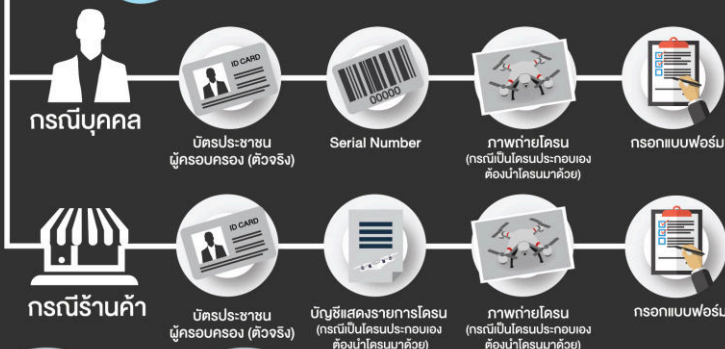 ID CARD
00000
กรณีบุคคล
บัตรประชาชน
ผู้ครอบครอง (ตัวจริง)
Serial Number
ภาพถ่ายโดรน
(กรณีเป็นโดรนประกอบเอง
ต้องนำโดรนมาด้วย)
กรอกแบบฟอร์ม
ID CARD
กรณีร้านค้า
บัตรประชาชน
ผู้ครอบครอง (ตัวจริง)
บัญชีแสดงรายการโดรน
(กรณีเป็นโดรนประกอบเอง
ต้องนำโดรนมาด้วย)
ภาพถ่ายโดรน
(กรณีเป็นโดรนประกอบเอง
ต้องนำโดรนมาด้วย)
กรอกแบบฟอร์ม